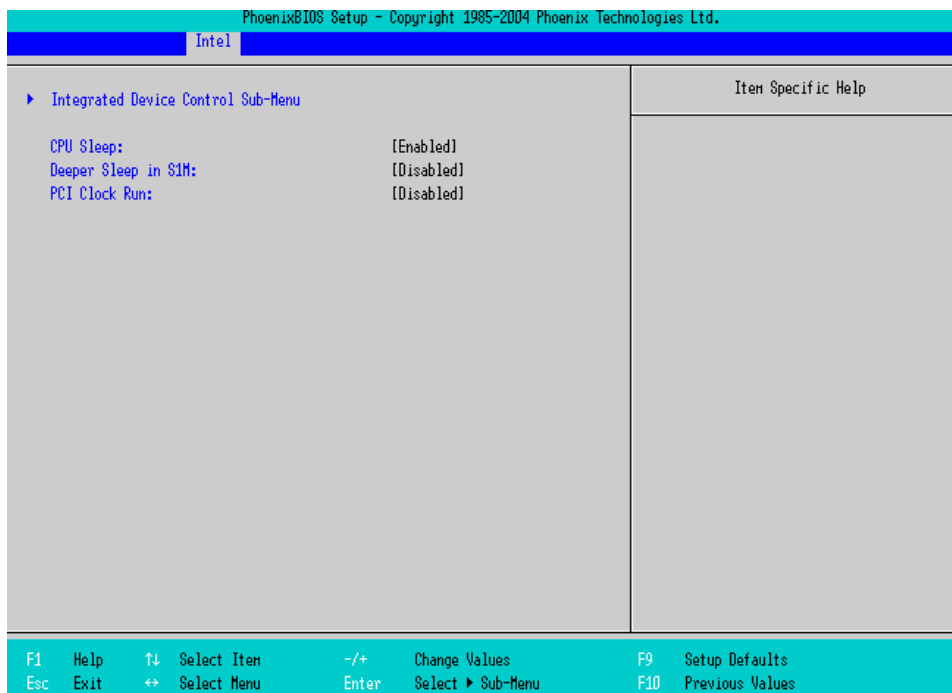 PhoenixBIOS Setup - Copyright 1985-2004 Phoenix Technologies Ltd.
Intel
▶ Integrated Device Control Sub-Menu
CPU Sleep: [Enabled]
Deeper Sleep in S1M: [Disabled]
PCI Clock Run: [Disabled]
Item Specific Help
F1 Help ↑↓ Select Item -/+ Change Values F9 Setup Defaults
Esc Exit ↔ Select Menu Enter Select ▶ Sub-Menu F10 Previous Values